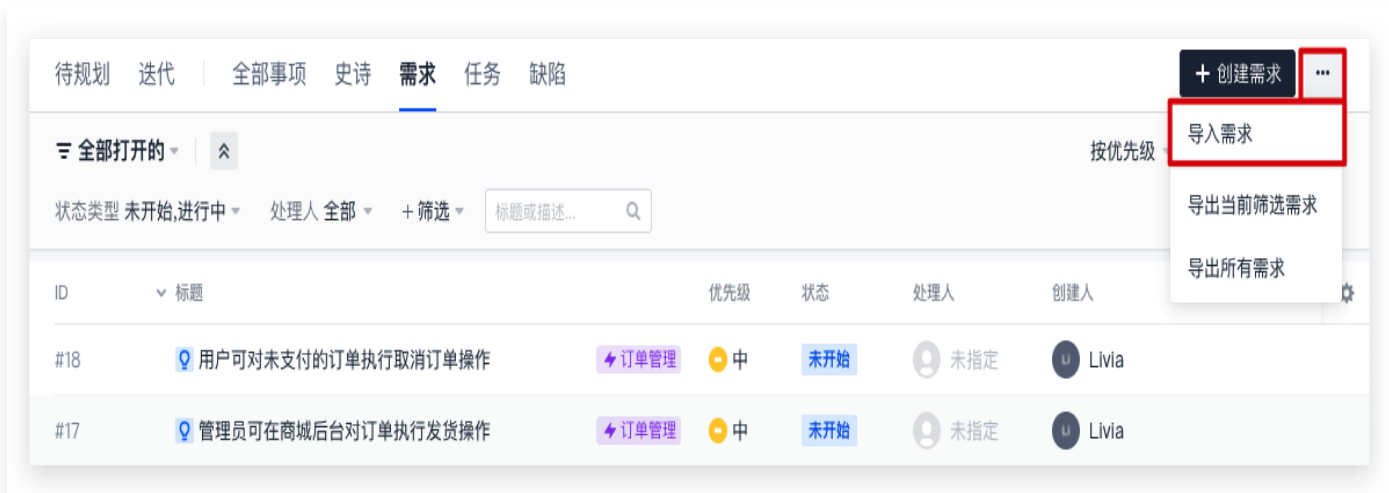 待规划 迭代 全部事项 史诗 需求 任务 缺陷 + 创建需求 ...
导入需求
全部打开的 按优先级
导出当前筛选需求
状态类型 未开始,进行中 处理人 全部 + 筛选 标题或描述...
导出所有需求
ID 标题 优先级 状态 处理人 创建人
#18 用户可对未支付的订单执行取消订单操作 订单管理 中 未开始 未指定 LI Livia
#17 管理员可在商城后台对订单执行发货操作 订单管理 中 未开始 未指定 LI Livia